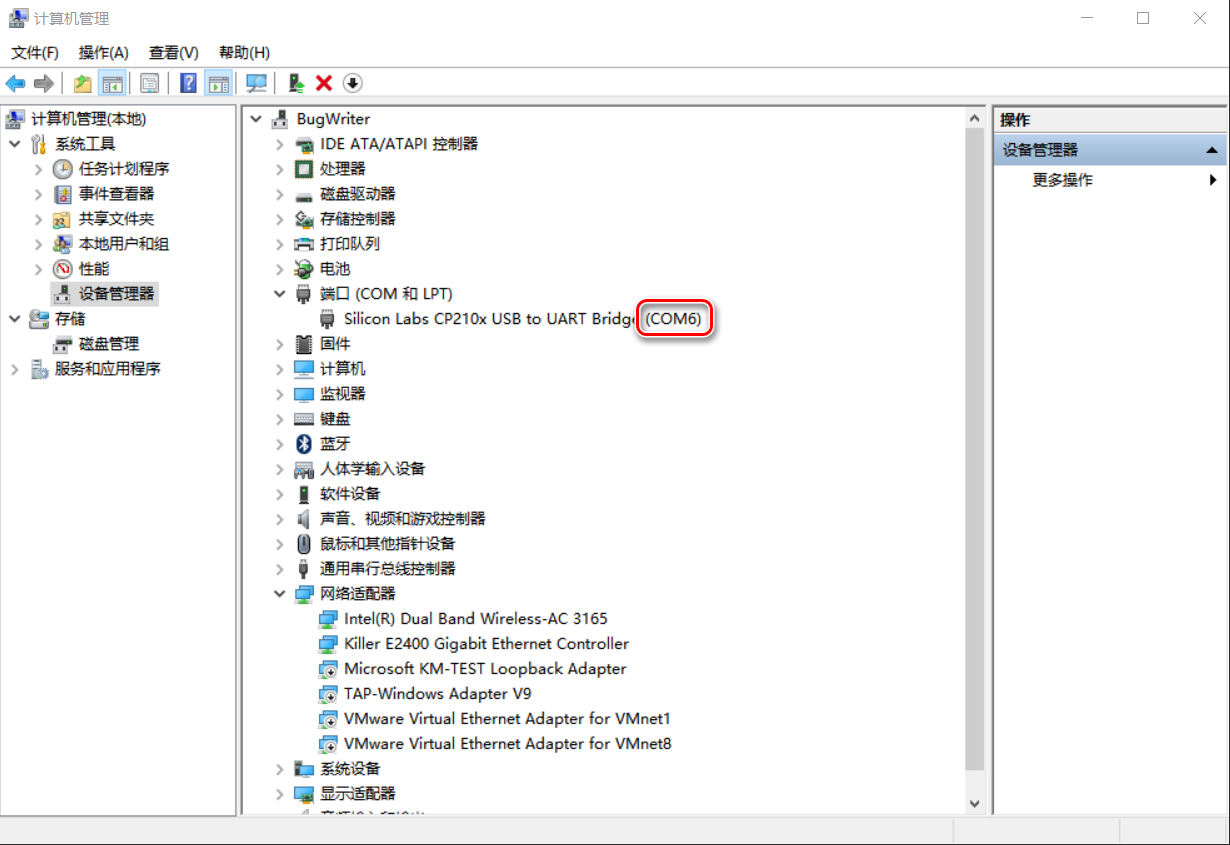 计算机管理
文件(F) 操作(A) 查看(V) 帮助(H)
计算机管理(本地)
系统工具
任务计划程序
事件查看器
共享文件夹
本地用户和组
性能
设备管理器
存储
磁盘管理
服务和应用程序
BugWriter
IDE ATA/ATAPI 控制器
处理器
磁盘驱动器
存储控制器
打印队列
电池
端口 (COM 和 LPT)
Silicon Labs CP210x USB to UART Bridge (COM6)
固件
计算机
监视器
键盘
蓝牙
人体学输入设备
软件设备
声音、视频和游戏控制器
鼠标和其他指针设备
通用串行总线控制器
网络适配器
Intel(R) Dual Band Wireless-AC 3165
Killer E2400 Gigabit Ethernet Controller
Microsoft KM-TEST Loopback Adapter
TAP-Windows Adapter V9
VMware Virtual Ethernet Adapter for VMnet1
VMware Virtual Ethernet Adapter for VMnet8
系统设备
显示适配器
操作
设备管理器
更多操作